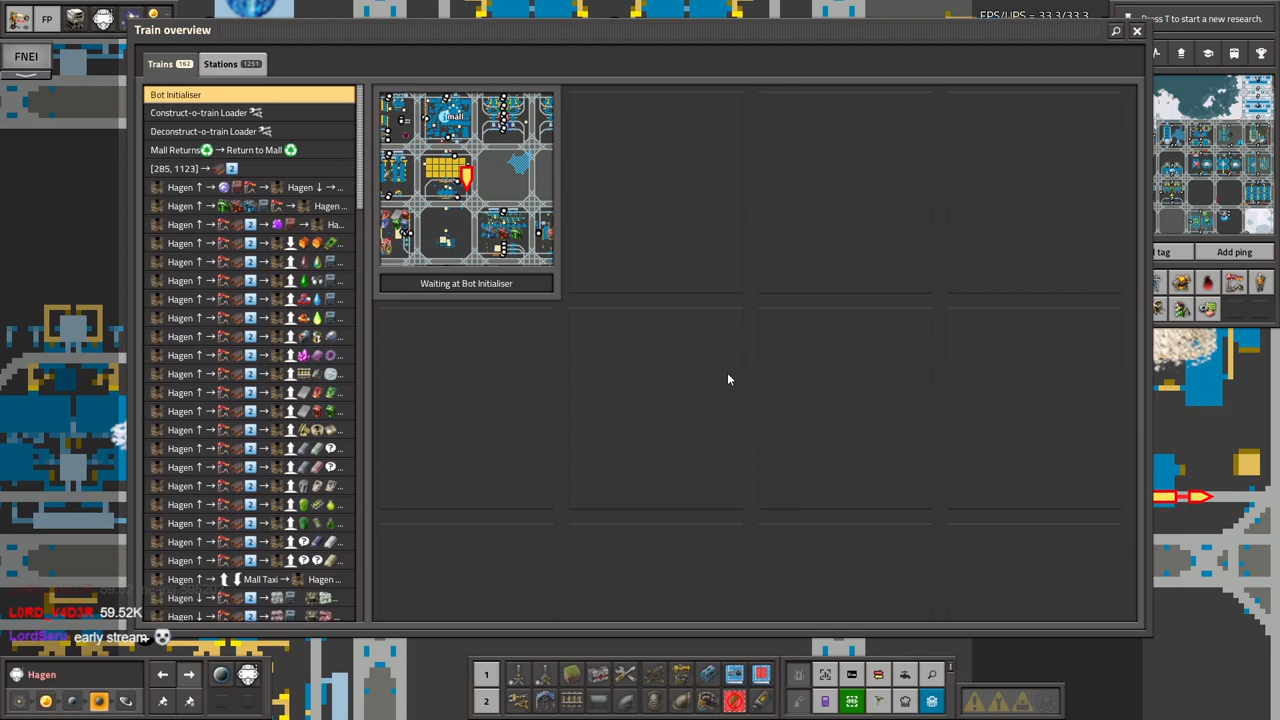 FP
FPS/UPS = 33.3/33.3
Press T to start a new research.
Train overview
FNEI
Trains 162
Stations 1251
Bot Initialiser
Construct-o-train Loader
Deconstruct-o-train Loader
Mall Returns → Return to Mall
[285, 1123] → 2
Hagen ↑ → → Hagen ↓ →...
Hagen ↑ → → Hagen ...
Hagen ↑ → 2 → → Ha...
Hagen ↑ → 2 → ...
Hagen ↑ → 2 → ...
Hagen ↑ → 2 → ...
Hagen ↑ → 2 → ...
Hagen ↑ → 2 → ...
Hagen ↑ → 2 → ...
Hagen ↑ → 2 → ...
Hagen ↑ → 2 → ...
Hagen ↑ → 2 → ...
Hagen ↑ → 2 → ...
Hagen ↑ → 2 → ...
Hagen ↑ → 2 → ? ...
Hagen ↑ → 2 → ? ...
Hagen ↑ → 2 → ...
Hagen ↑ → 2 → ...
Hagen ↑ → 2 → ...
Hagen ↑ → 2 → ? ...
Hagen ↑ → 2 → ? ? ...
Hagen ↑ → Mall Taxi → Hagen ...
Hagen ↓ → ...
Hagen ↓ → ...
mall
Waiting at Bot Initialiser
tag
Add ping
L0RD_V4D3R 59.52K
early stream
Hagen
1
2